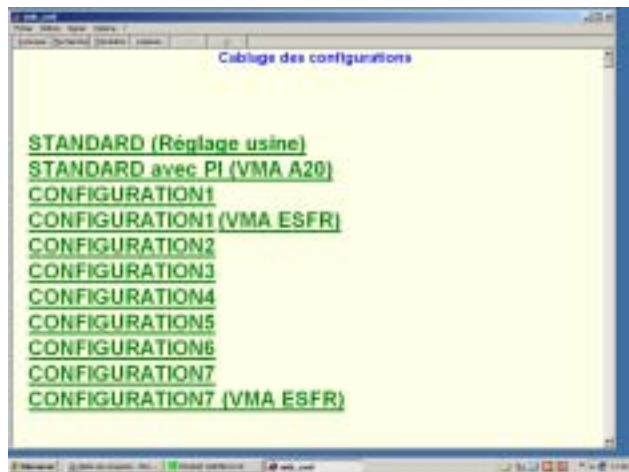 Cablage des configurations
STANDARD (Réglage usine)
STANDARD avec PI (VMA A20)
CONFIGURATION1
CONFIGURATION1 (VMA ESFR)
CONFIGURATION2
CONFIGURATION3
CONFIGURATION4
CONFIGURATION5
CONFIGURATION6
CONFIGURATION7
CONFIGURATION7 (VMA ESFR)